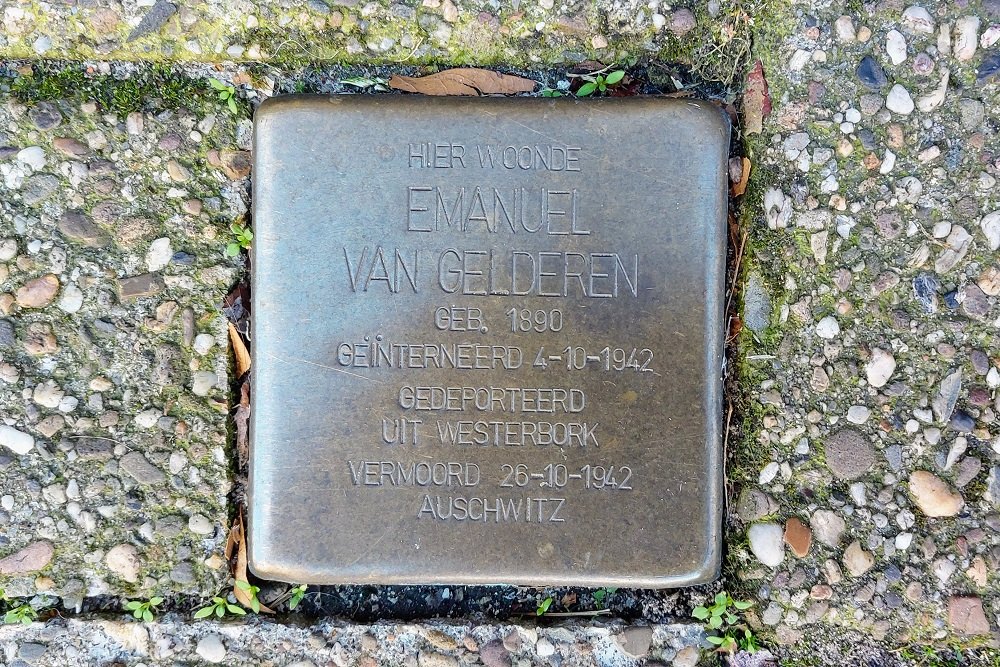 HIER WOONDE
EMANUEL
VAN GELDEREN
GEB. 1890
GEÏNTERNEERD 4-10-1942
GEDEPORTEERD
UIT WESTERBORK
VERMOORD 26-10-1942
AUSCHWITZ